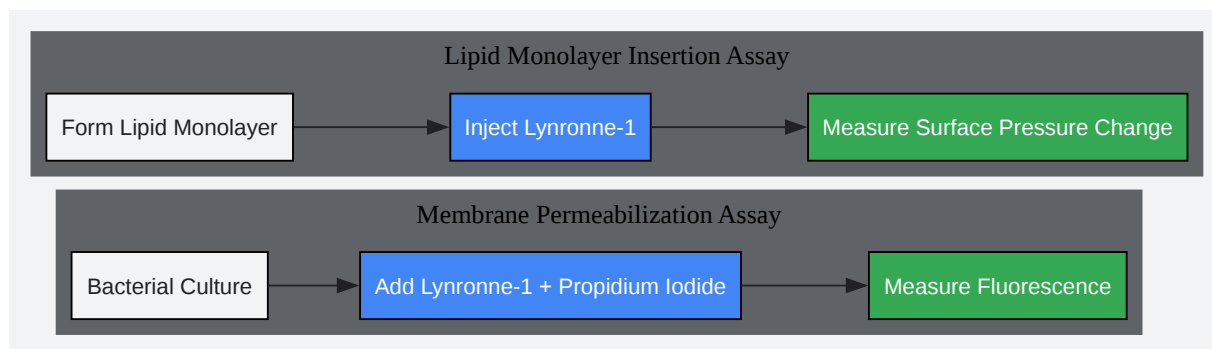 Lipid Monolayer Insertion Assay
Form Lipid Monolayer
Inject Lynronne-1
Measure Surface Pressure Change
Membrane Permeabilization Assay
Bacterial Culture
Add Lynronne-1 + Propidium Iodide
Measure Fluorescence